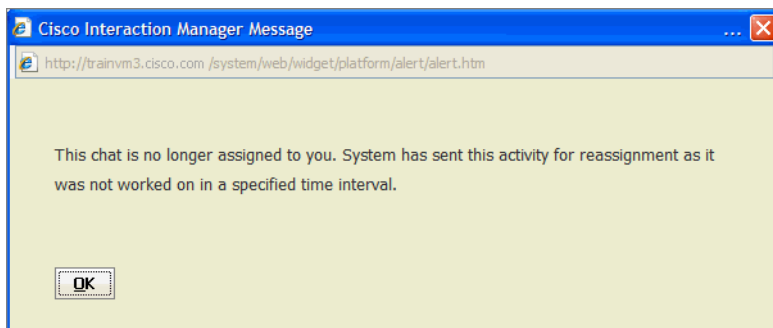 Cisco Interaction Manager Message ...
http://trainvm3.cisco.com /system/web/widget/platform/alert/alert.htm
This chat is no longer assigned to you. System has sent this activity for reassignment as it
was not worked on in a specified time interval.
OK